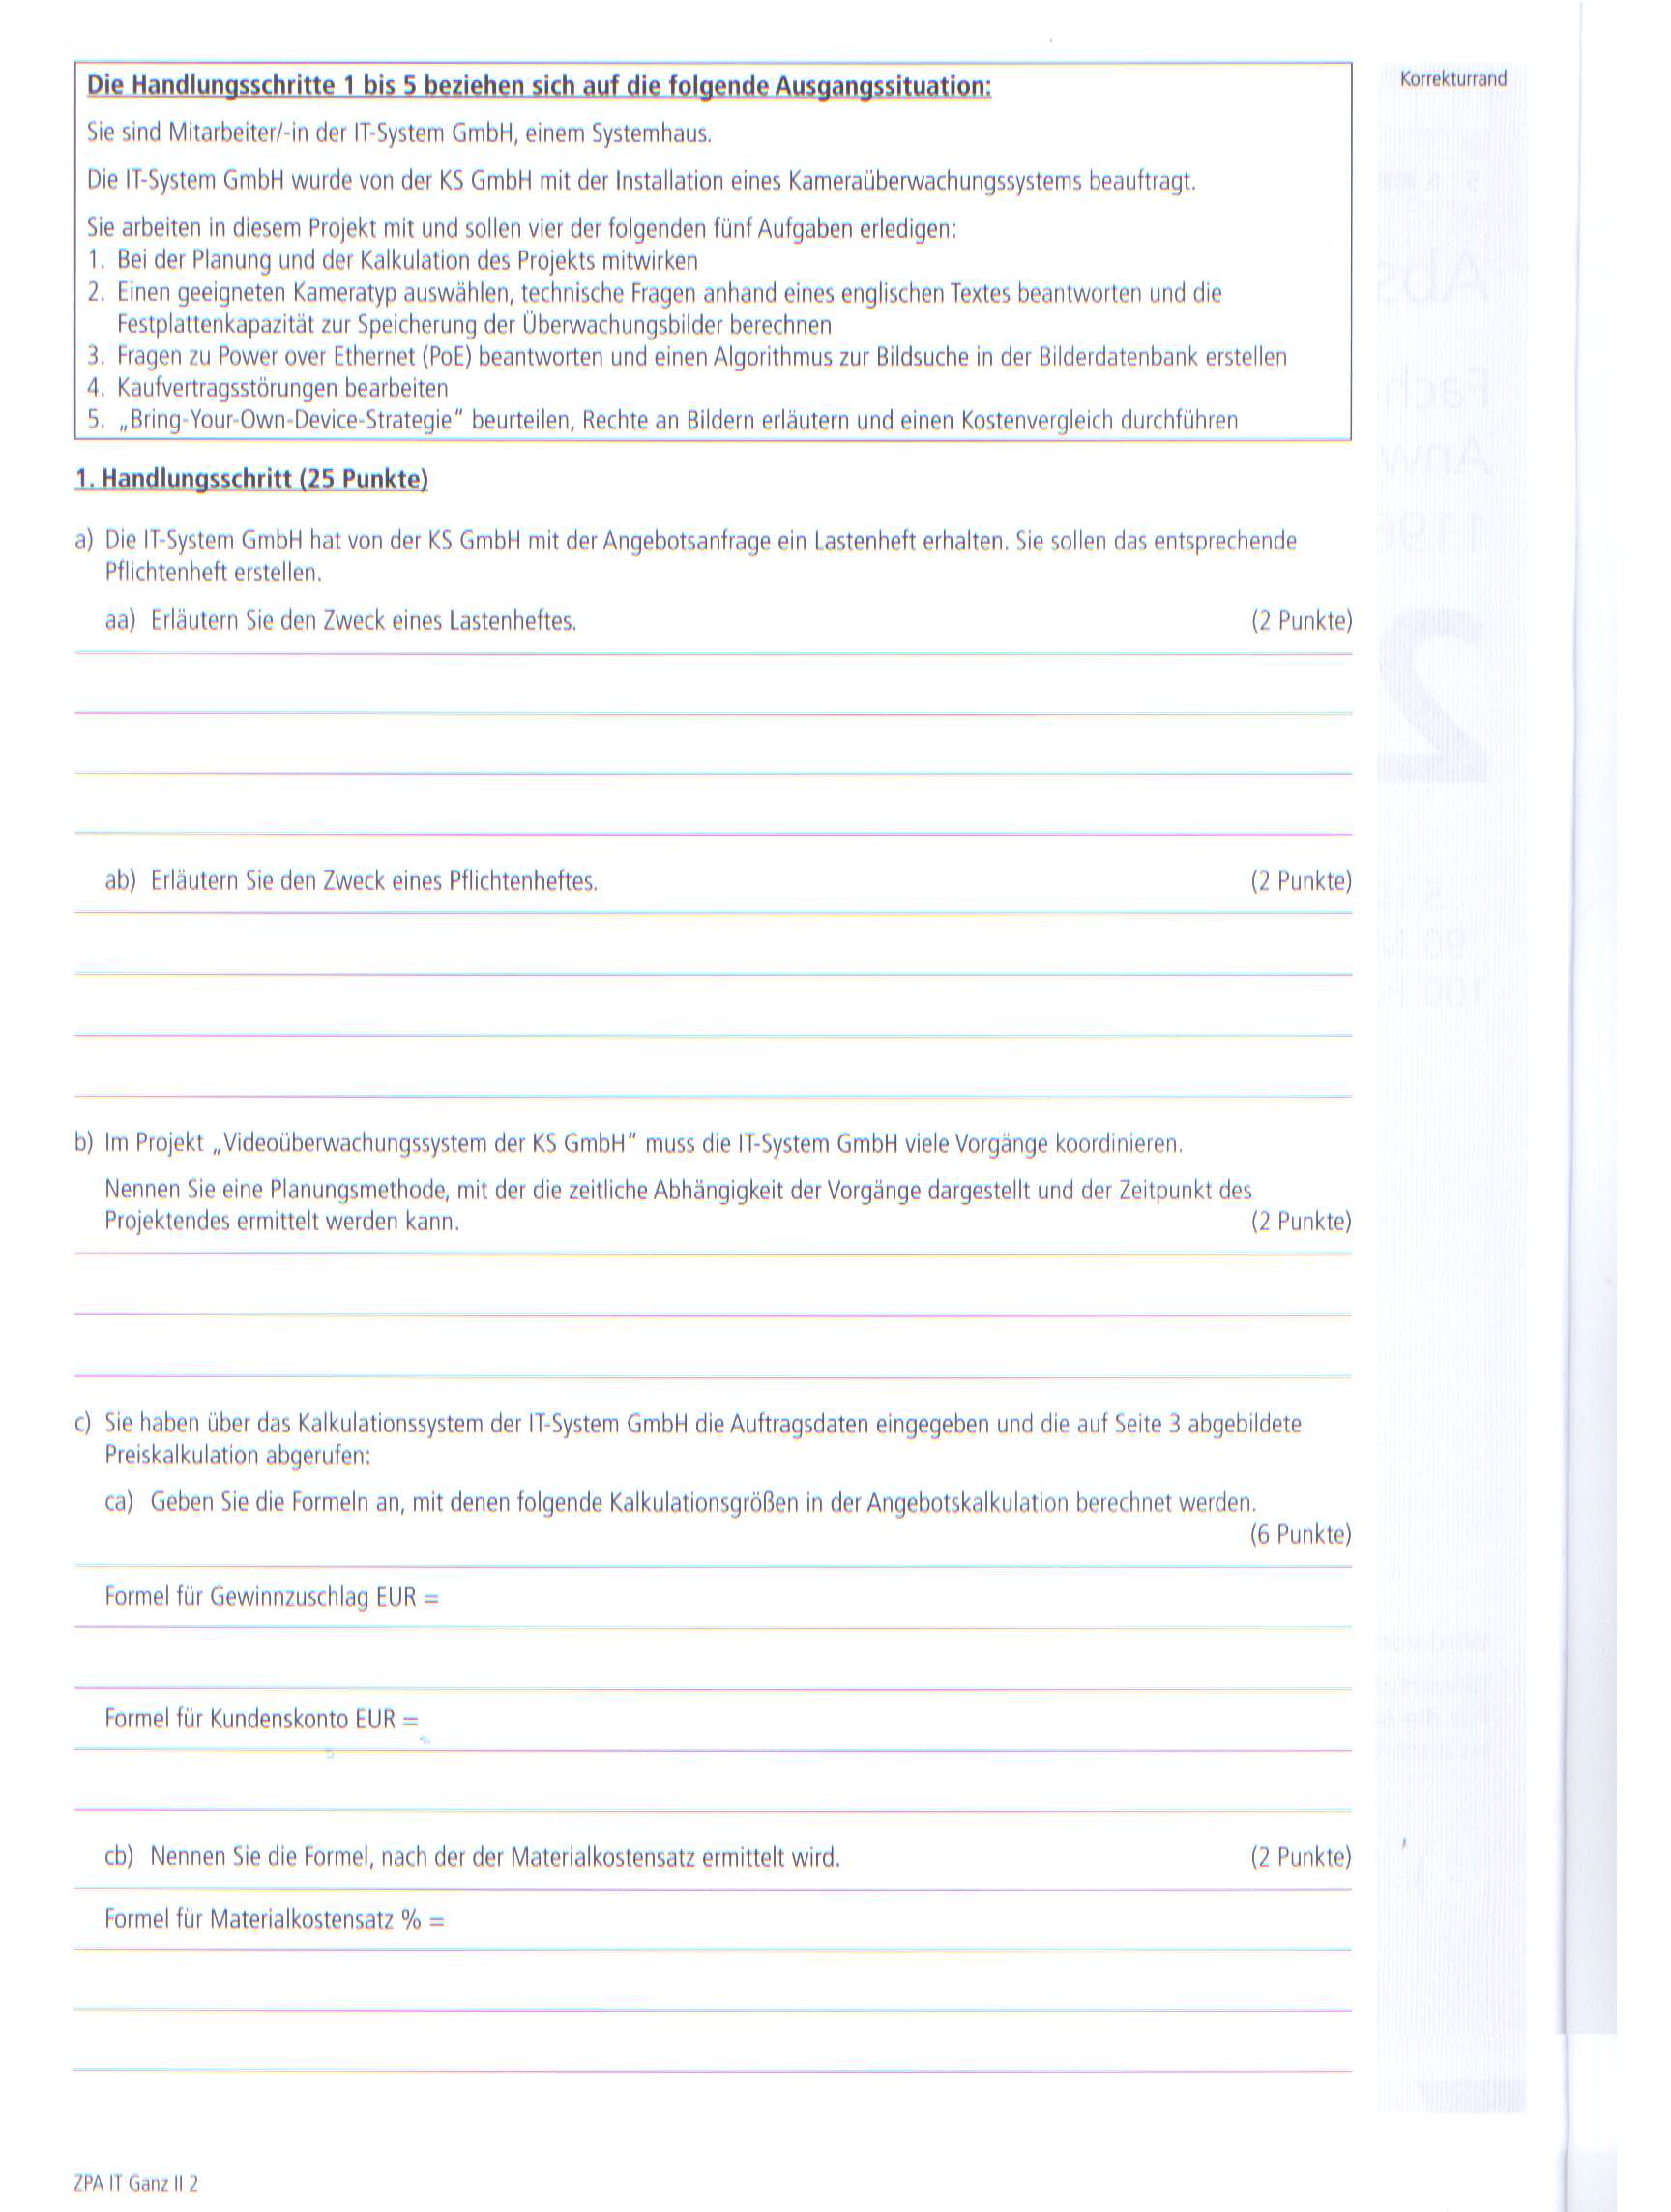 Korrekturrand
Die Handlungsschritte 1 bis 5 beziehen sich auf die folgende Ausgangssituation:
Sie sind Mitarbeiter/-in der IT-System GmbH, einem Systemhaus.
Die IT-System GmbH wurde von der KS GmbH mit der Installation eines Kameraüberwachungssystems beauftragt.
Sie arbeiten in diesem Projekt mit und sollen vier der folgenden fünf Aufgaben erledigen:
1. Bei der Planung und der Kalkulation des Projekts mitwirken
2. Einen geeigneten Kameratyp auswählen, technische Fragen anhand eines englischen Textes beantworten und die
Festplattenkapazität zur Speicherung der Überwachungsbilder berechnen
3. Fragen zu Power over Ethernet (PoE) beantworten und einen Algorithmus zur Bildsuche in der Bilderdatenbank erstellen
4. Kaufvertragsstörungen bearbeiten
5. „Bring-Your-Own-Device-Strategie" beurteilen, Rechte an Bildern erläutern und einen Kostenvergleich durchführen
1. Handlungsschritt (25 Punkte)
a) Die IT-System GmbH hat von der KS GmbH mit der Angebotsanfrage ein Lastenheft erhalten. Sie sollen das entsprechende
Pflichtenheft erstellen.
aa) Erläutern Sie den Zweck eines Lastenheftes. (2 Punkte)
ab) Erläutern Sie den Zweck eines Pflichtenheftes. (2 Punkte)
b) Im Projekt „Videoüberwachungssystem der KS GmbH" muss die IT-System GmbH viele Vorgänge koordinieren.
Nennen Sie eine Planungsmethode, mit der die zeitliche Abhängigkeit der Vorgänge dargestellt und der Zeitpunkt des
Projektendes ermittelt werden kann. (2 Punkte)
c) Sie haben über das Kalkulationssystem der IT-System GmbH die Auftragsdaten eingegeben und die auf Seite 3 abgebildete
Preiskalkulation abgerufen:
ca) Geben Sie die Formeln an, mit denen folgende Kalkulationsgrößen in der Angebotskalkulation berechnet werden.
(6 Punkte)
Formel für Gewinnzuschlag EUR =
Formel für Kundenskonto EUR =
cb) Nennen Sie die Formel, nach der der Materialkostensatz ermittelt wird. (2 Punkte)
Formel für Materialkostensatz % =
ZPA IT Ganz II 2